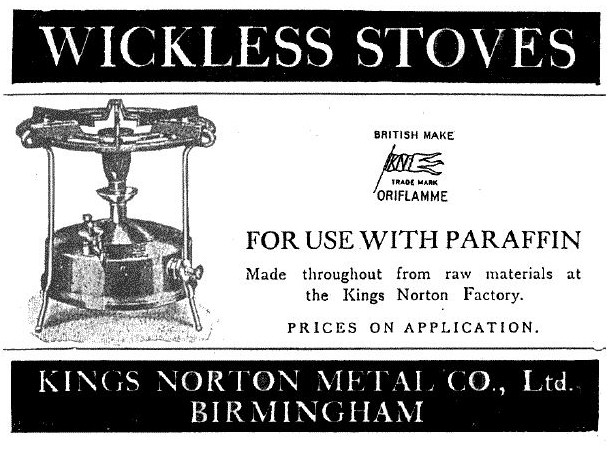 WICKLESS STOVES
BRITISH MAKE
KN
TRADE MARK
ORIFLAMME
FOR USE WITH PARAFFIN
Made throughout from raw materials at
the Kings Norton Factory.
PRICES ON APPLICATION.
KINGS NORTON METAL CO., Ltd.
BIRMINGHAM